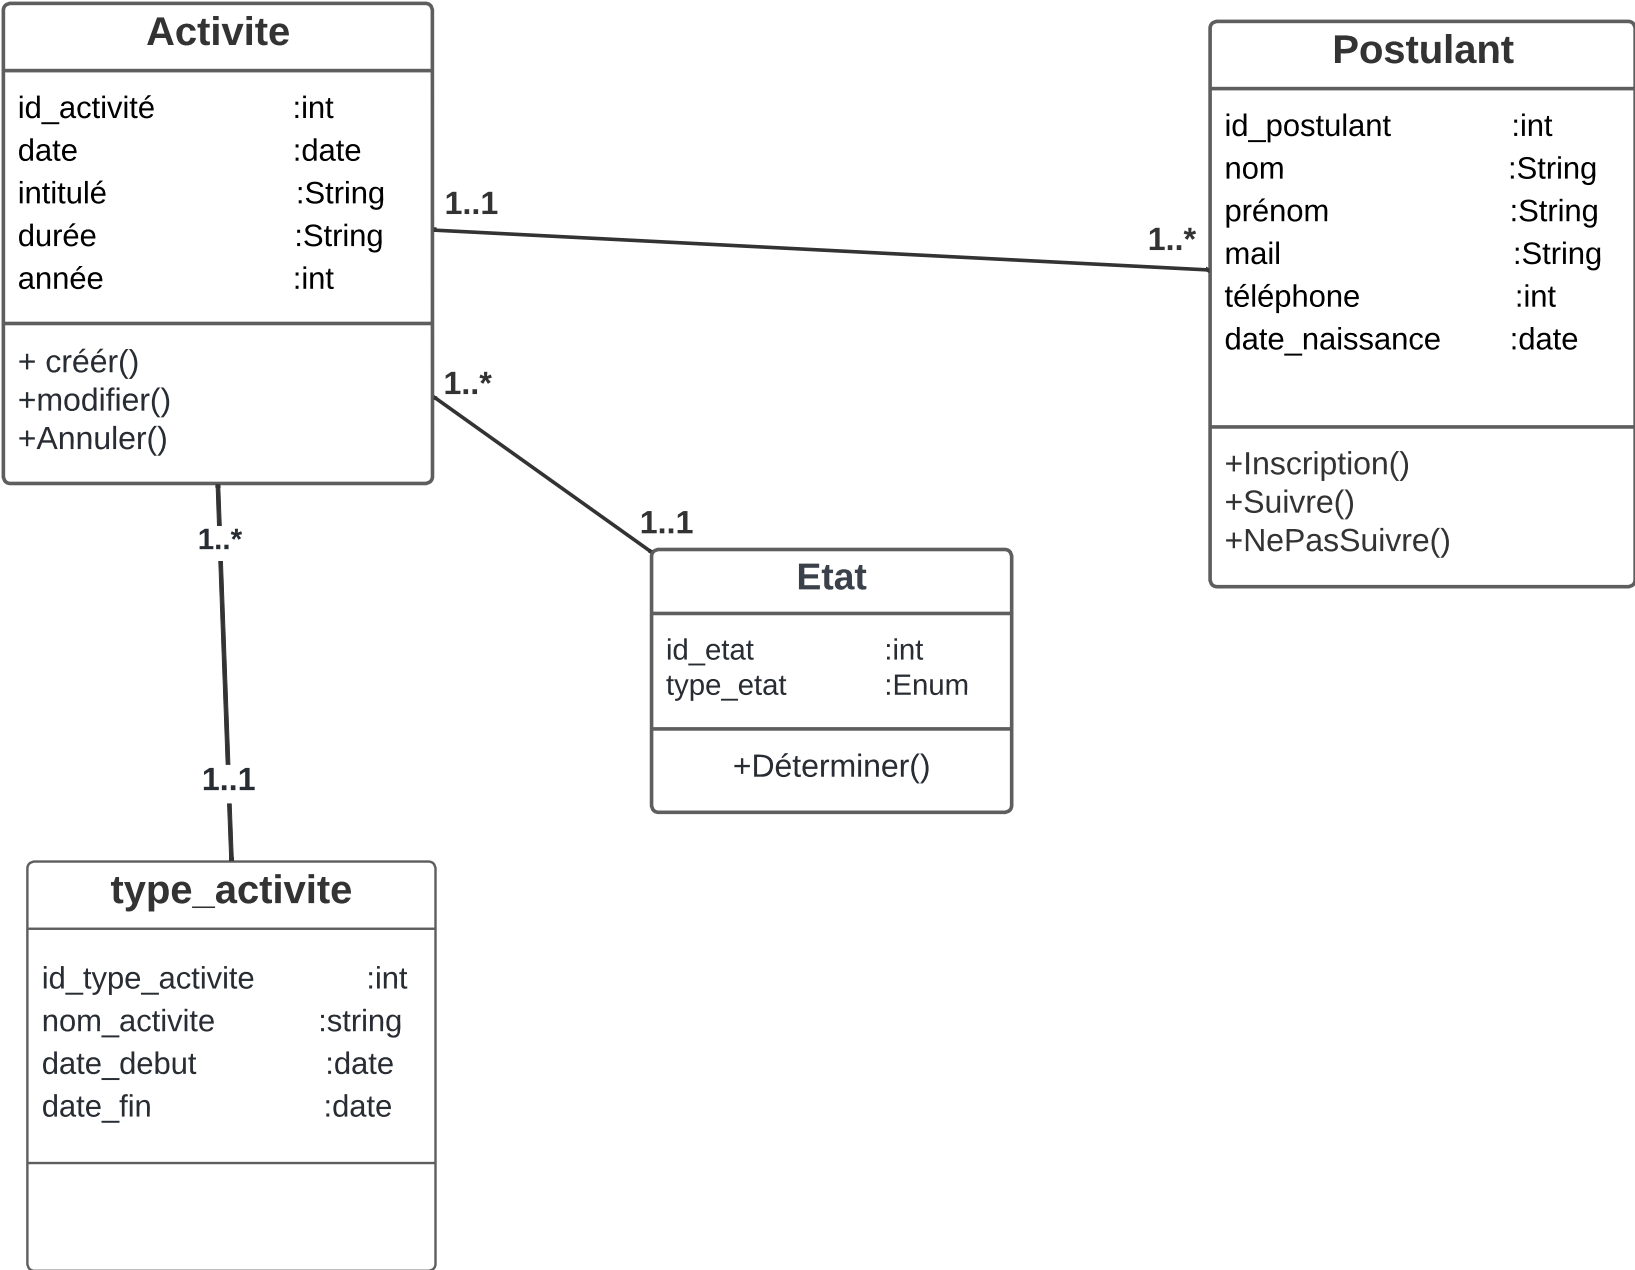 Activite
id_activité :int
date :date
intitulé :String
durée :String
année :int
+ créér()
+modifier()
+Annuler()
1..1
1..*
Postulant
id_postulant :int
nom :String
prénom :String
mail :String
téléphone :int
date_naissance :date
+Inscription()
+Suivre()
+NePasSuivre()
1..*
1..1
Etat
id_etat :int
type_etat :Enum
+Déterminer()
1..*
1..1
type_activite
id_type_activite :int
nom_activite :string
date_debut :date
date_fin :date